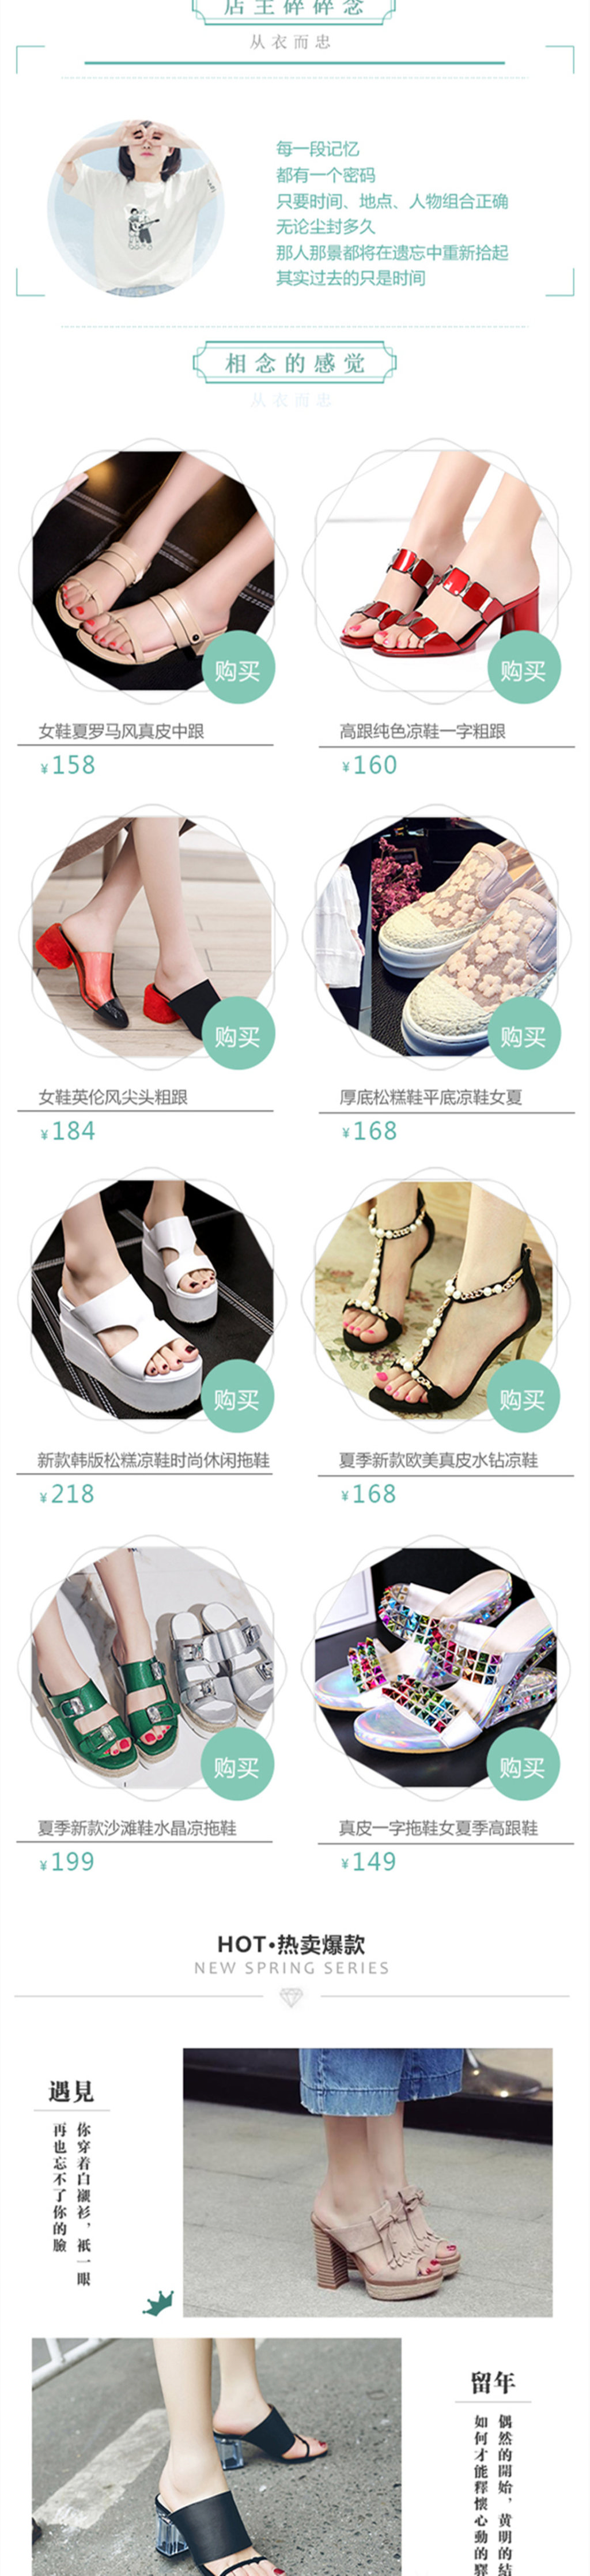 店主碎碎念
从衣而忠
每一段记忆
都有一个密码
只要时间、地点、人物组合正确
无论尘封多久
那人那景都将在遗忘中重新拾起
其实过去的只是时间
相念的感觉
从衣而忠
购买
购买
女鞋夏罗马风真皮中跟
高跟纯色凉鞋一字粗跟
¥158
¥160
购买
购买
女鞋英伦风尖头粗跟
厚底松糕鞋平底凉鞋女夏
¥184
¥168
购买
购买
新款韩版松糕凉鞋时尚休闲拖鞋
夏季新款欧美真皮水钻凉鞋
¥218
¥168
购买
购买
夏季新款沙滩鞋水晶凉拖鞋
真皮一字拖鞋女夏季高跟鞋
¥199
¥149
HOT•热卖爆款
NEW SPRING SERIES
遇見
你穿着白襯衫，祇一眼
再也忘不了你的臉
留年
偶然的開始，黄明的結
如何才能釋懷心動的驛